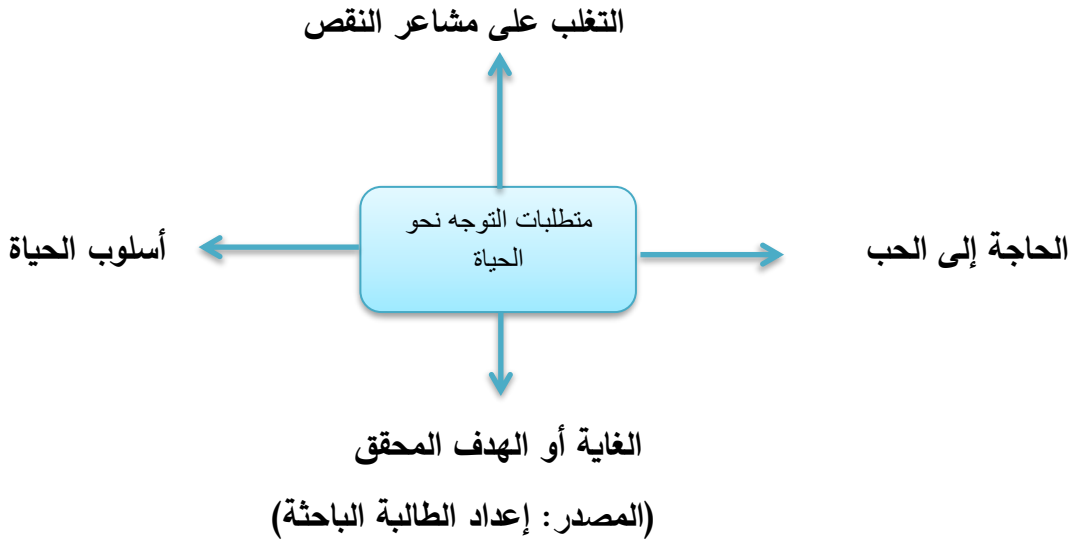 التغلب على مشاعر النقص
متطلبات التوجه نحو
الحياة
الحاجة إلى الحب
أسلوب الحياة
الغاية أو الهدف المحقق
(المصدر: إعداد الطالبة الباحثة)